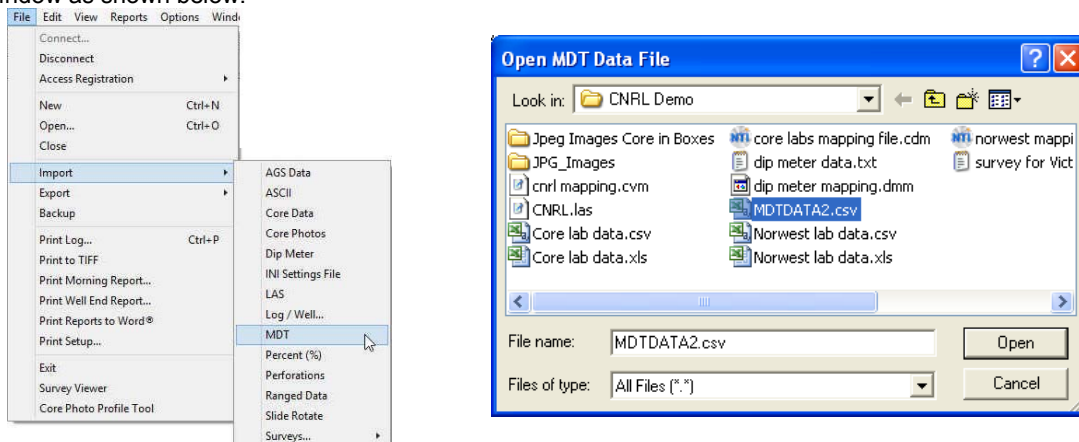 indow as shown below.
File Edit View Reports Options Wind
Connect...
Disconnect
Access Registration
New Ctrl+N
Open... Ctrl+O
Close
Import
Export
Backup
Print Log... Ctrl+P
Print to TIFF
Print Morning Report...
Print Well End Report...
Print Reports to Word®
Print Setup...
Exit
Survey Viewer
Core Photo Profile Tool
AGS Data
ASCII
Core Data
Core Photos
Dip Meter
INI Settings File
LAS
Log / Well...
MDT
Percent (%)
Perforations
Ranged Data
Slide Rotate
Surveys...
Open MDT Data File
Look in: CNRL Demo
Jpeg Images Core in Boxes
JPG_Images
cnrl mapping.cvm
CNRL.las
Core lab data.csv
Core lab data.xls
core labs mapping file.cdm
dip meter data.txt
dip meter mapping.dmm
MDTDATA2.csv
Norwest lab data.csv
Norwest lab data.xls
norwest mappi
survey for Vict
File name: MDTDATA2.csv Open
Files of type: All Files (*.*) Cancel